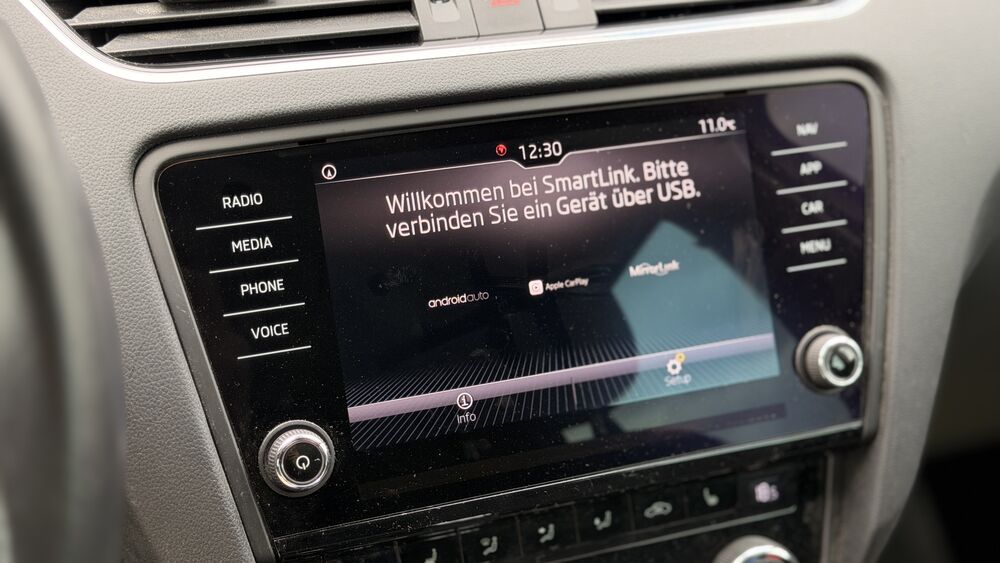 12:30
11.0°C
Willkommen bei SmartLink. Bitte
verbinden Sie ein Gerät über USB.
RADIO
MEDIA
PHONE
VOICE
NAV
APP
CAR
MENU
androidauto
Apple CarPlay
MirrorLink
Info
Setup